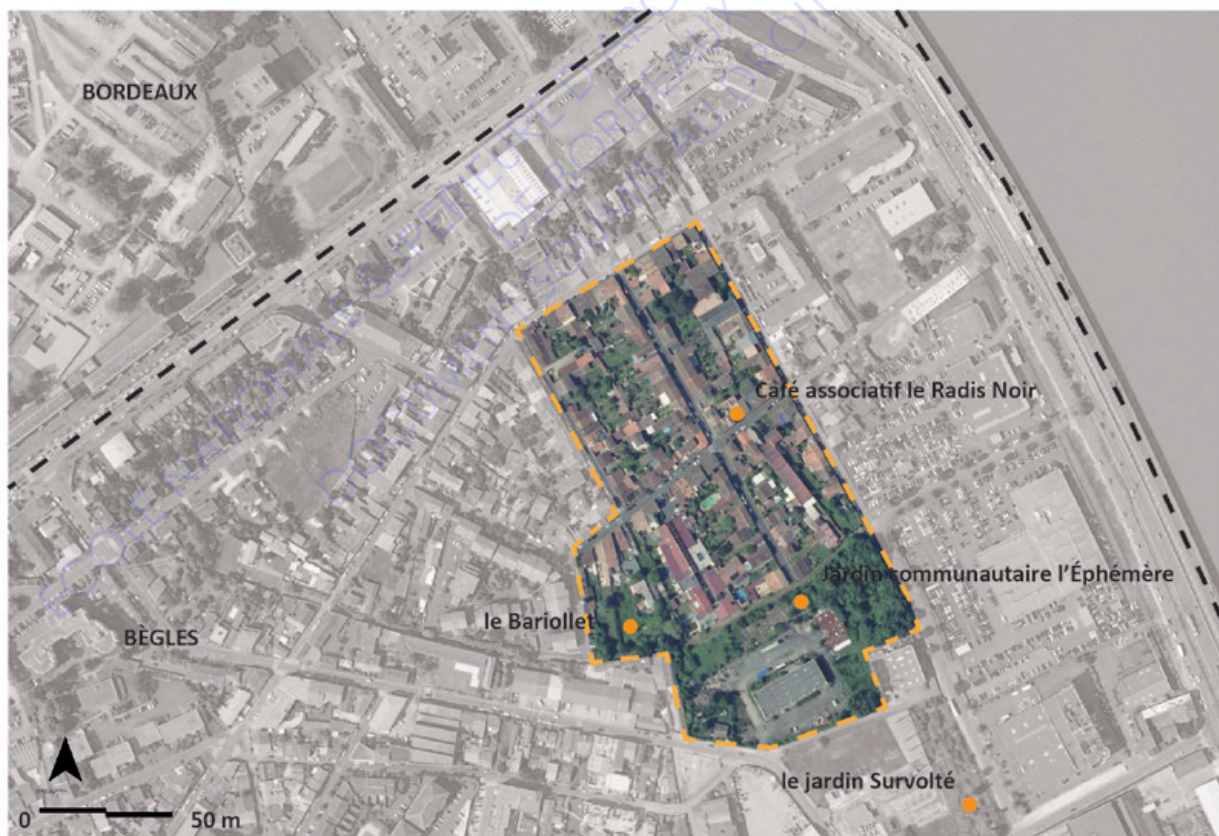 BORDEAUX
Café associatif le Radis Noir
Jardin communautaire l'Éphémère
le Bariollet
BÈGLES
le jardin Survolté
0 50 m